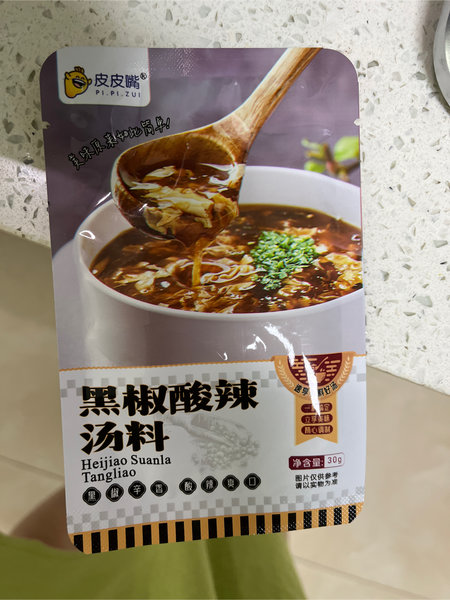 皮皮嘴®
PI.PI.ZUI
黑椒酸辣
汤料
Heijiao Suanla
Tangliao
黑椒辛香 酸辣爽口
净含量: 30g
图片仅供参考
请以实物为准